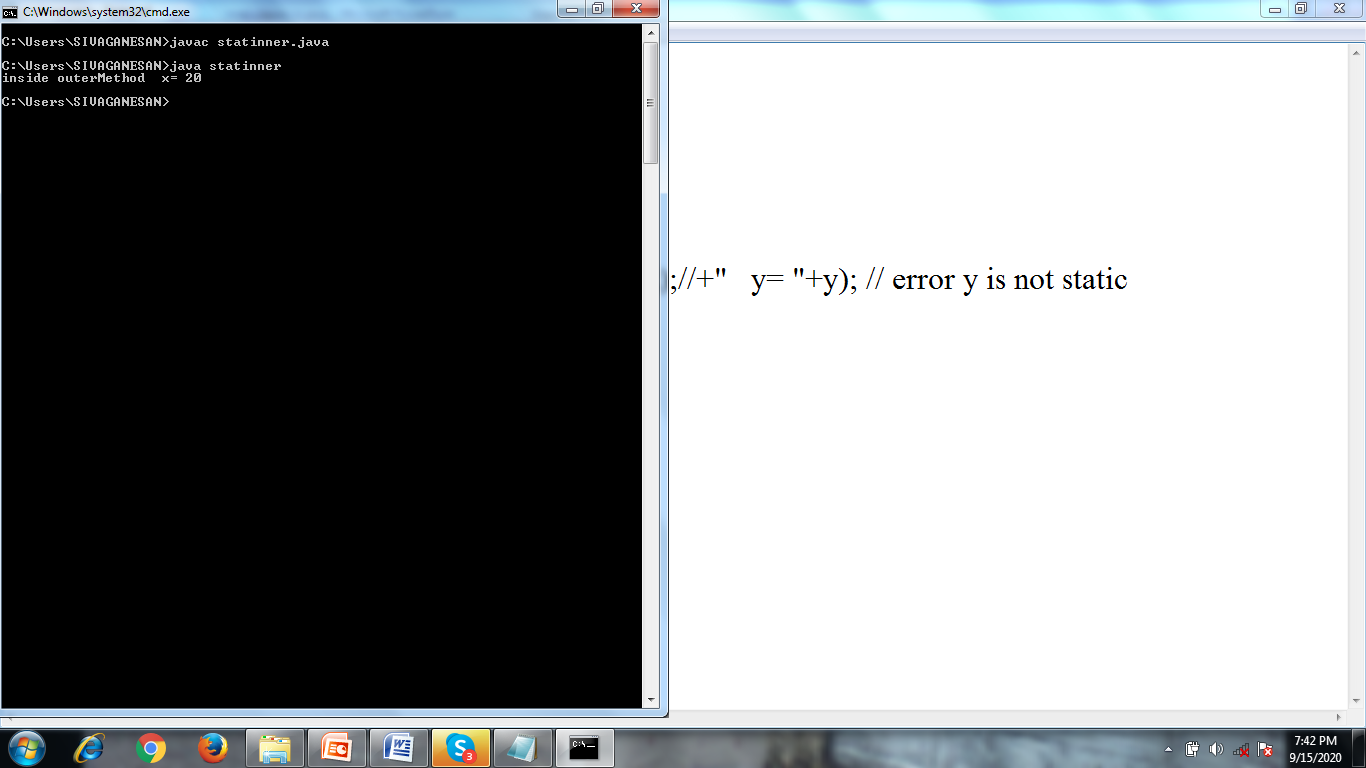 C:\Windows\system32\cmd.exe
C:\Users\SIVAGANESAN>javac statinner.java
C:\Users\SIVAGANESAN>java statinner
inside outerMethod  x= 20
C:\Users\SIVAGANESAN>
;//+"   y= "+y); // error y is not static
3
7:42 PM
9/15/2020